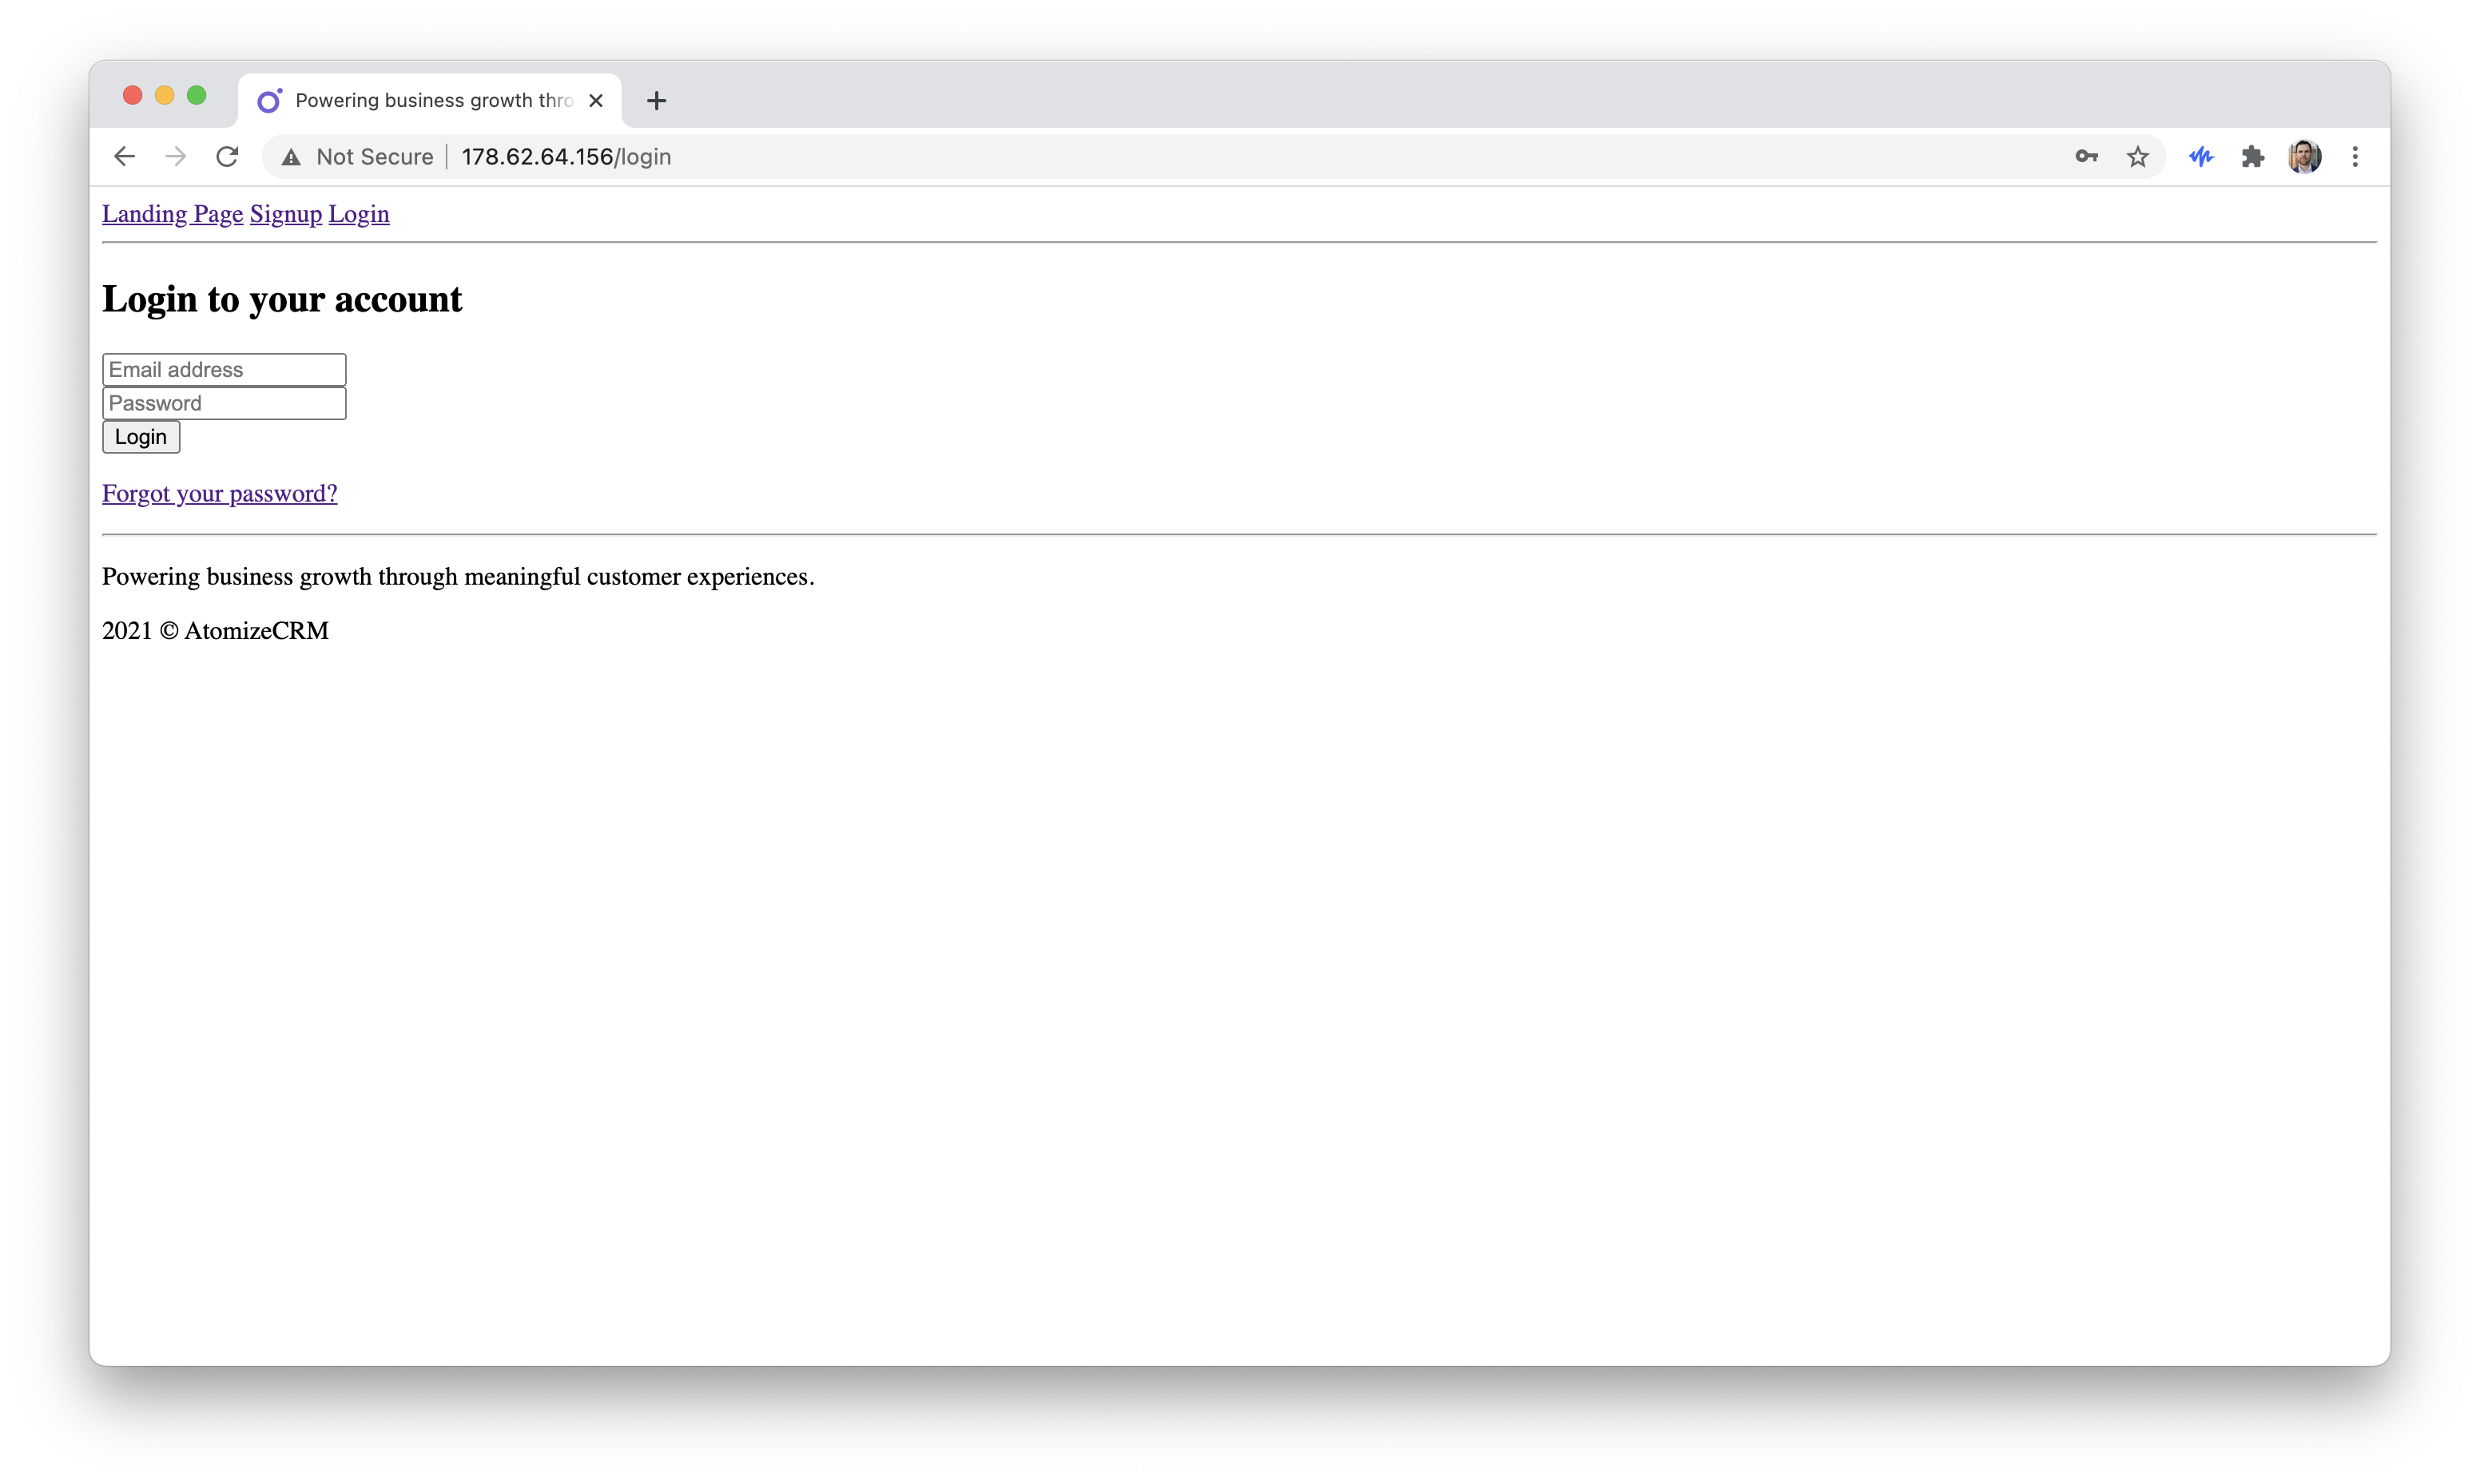 Powering business growth thro
Not Secure | 178.62.64.156/login
Landing Page Signup Login
Login to your account
Email address
Password
Login
Forgot your password?
Powering business growth through meaningful customer experiences.
2021 © AtomizeCRM